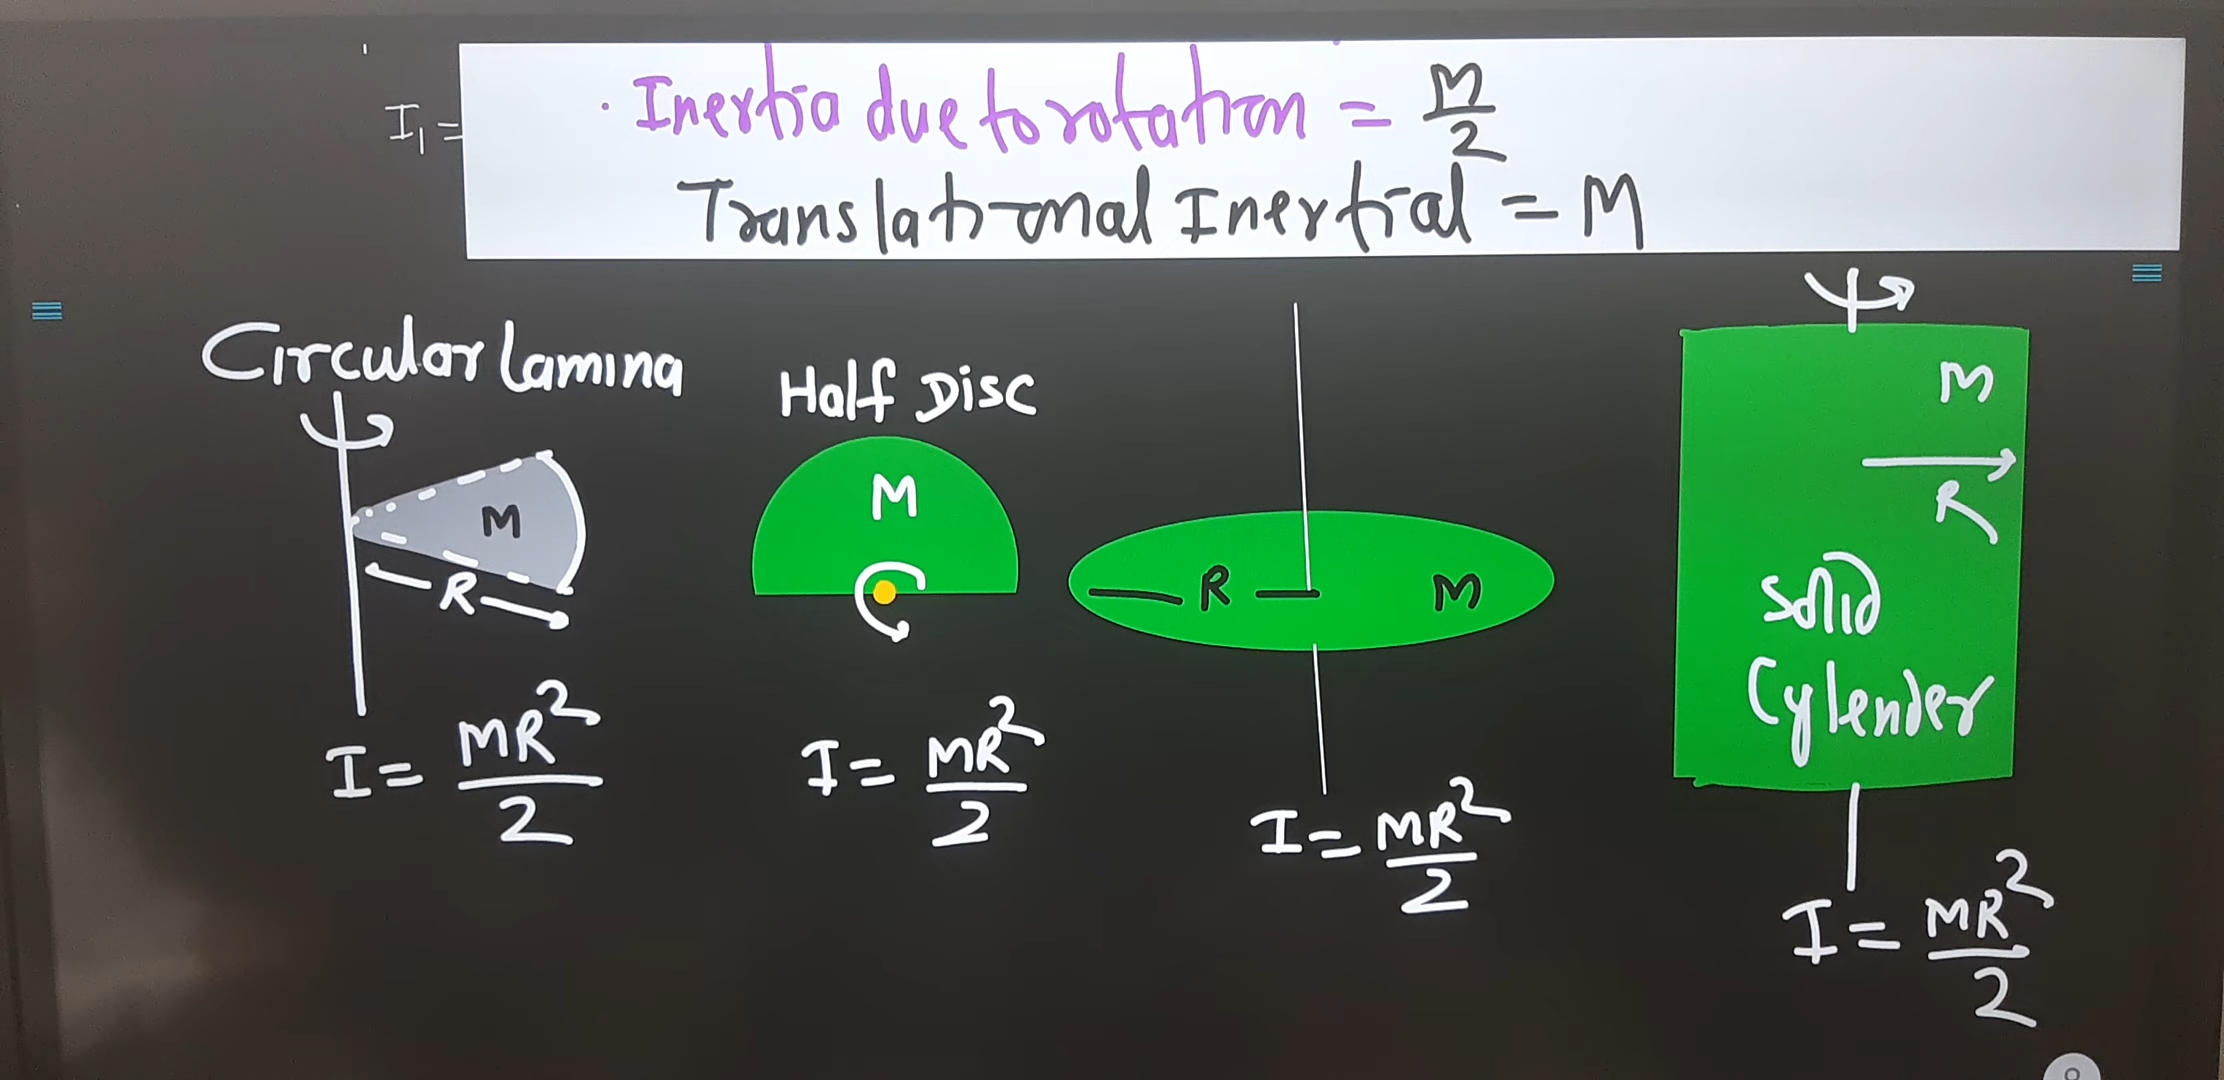 I₁ =
· Inertia due to rotation = M/2
Translational Inertial = M
Circular Lamina
M
R
I = MR²/2
Half Disc
M
I = MR²/2
R M
I = MR²/2
M
R
Solid
Cylender
I = MR²/2